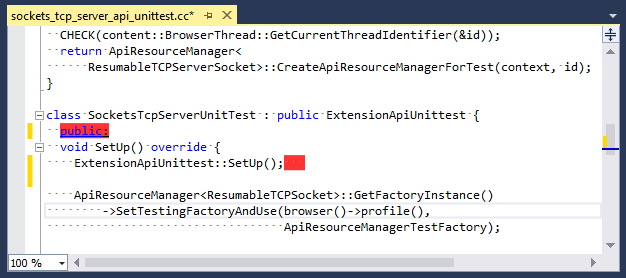 sockets_tcp_server_api_unittest.cc*
CHECK(content::BrowserThread::GetCurrentThreadIdentifier(&id));
return ApiResourceManager<
ResumableTCPServerSocket>::CreateApiResourceManagerForTest(context, id);
}
class SocketsTcpServerUnitTest : public ExtensionApiUnittest {
public:
void SetUp() override {
ExtensionApiUnittest::SetUp();
ApiResourceManager<ResumableTCPSocket>::GetFactoryInstance()
->SetTestingFactoryAndUse(browser()->profile(),
ApiResourceManagerTestFactory);
100 %